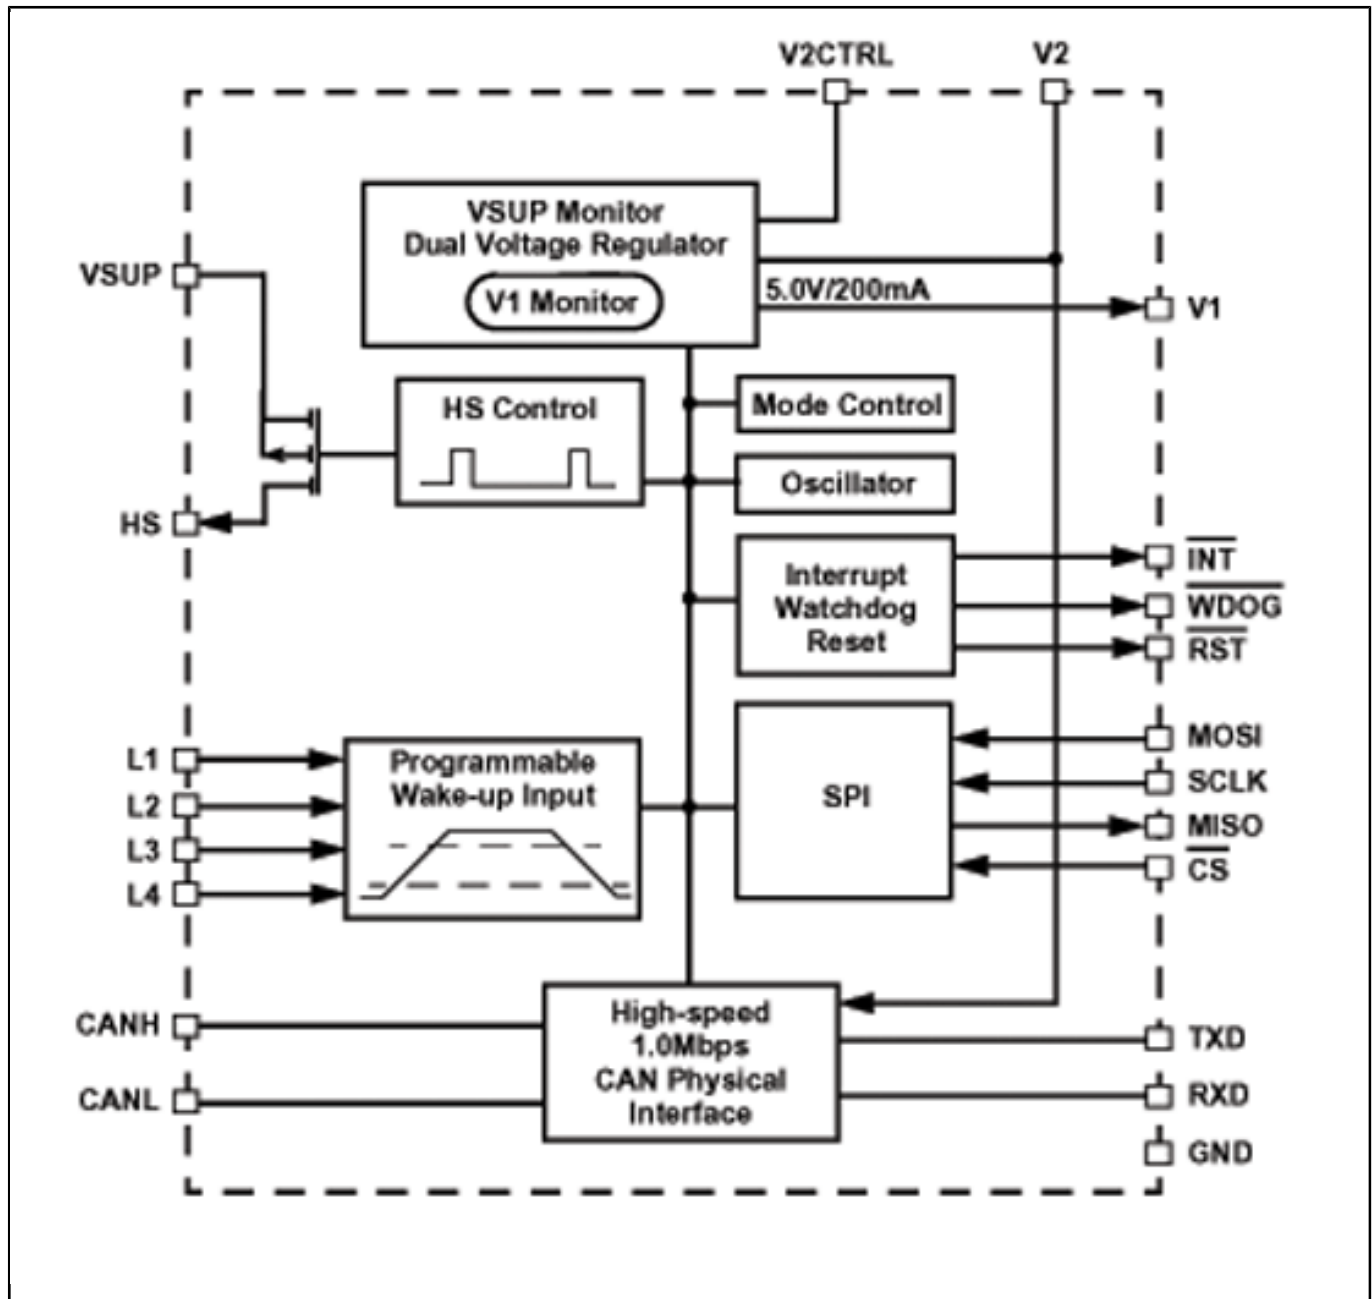 V2CTRL V2
VSUP Monitor
Dual Voltage Regulator
V1 Monitor
5.0V/200mA
VSUP
V1
HS Control
Mode Control
Oscillator
HS
Interrupt
Watchdog
Reset
INT
WDOG
RST
L1
L2
L3
L4
Programmable
Wake-up Input
SPI
MOSI
SCLK
MISO
CS
CANH
CANL
High-speed
1.0Mbps
CAN Physical
Interface
TXD
RXD
GND